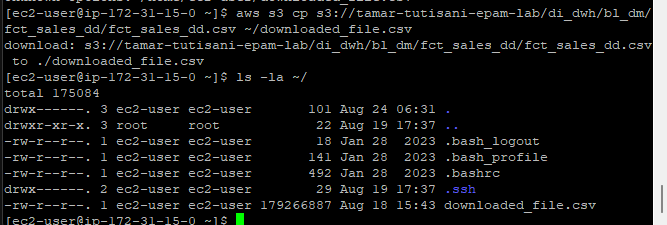 [ec2-user@ip-172-31-15-0 ~]$ aws s3 cp s3://tamar-tutisani-epam-lab/di_dwh/bl_dm/
fct_sales_dd/fct_sales_dd.csv ~/downloaded_file.csv
download: s3://tamar-tutisani-epam-lab/di_dwh/bl_dm/fct_sales_dd/fct_sales_dd.csv
 to ./downloaded_file.csv
[ec2-user@ip-172-31-15-0 ~]$ ls -la ~/
total 175084
drwx------. 3 ec2-user ec2-user       101 Aug 24 06:31 .
drwxr-xr-x. 3 root     root            22 Aug 19 17:37 ..
-rw-r--r--. 1 ec2-user ec2-user        18 Jan 28  2023 .bash_logout
-rw-r--r--. 1 ec2-user ec2-user       141 Jan 28  2023 .bash_profile
-rw-r--r--. 1 ec2-user ec2-user       492 Jan 28  2023 .bashrc
drwx------. 2 ec2-user ec2-user        29 Aug 19 17:37 .ssh
-rw-r--r--. 1 ec2-user ec2-user 179266887 Aug 18 15:43 downloaded_file.csv
[ec2-user@ip-172-31-15-0 ~]$